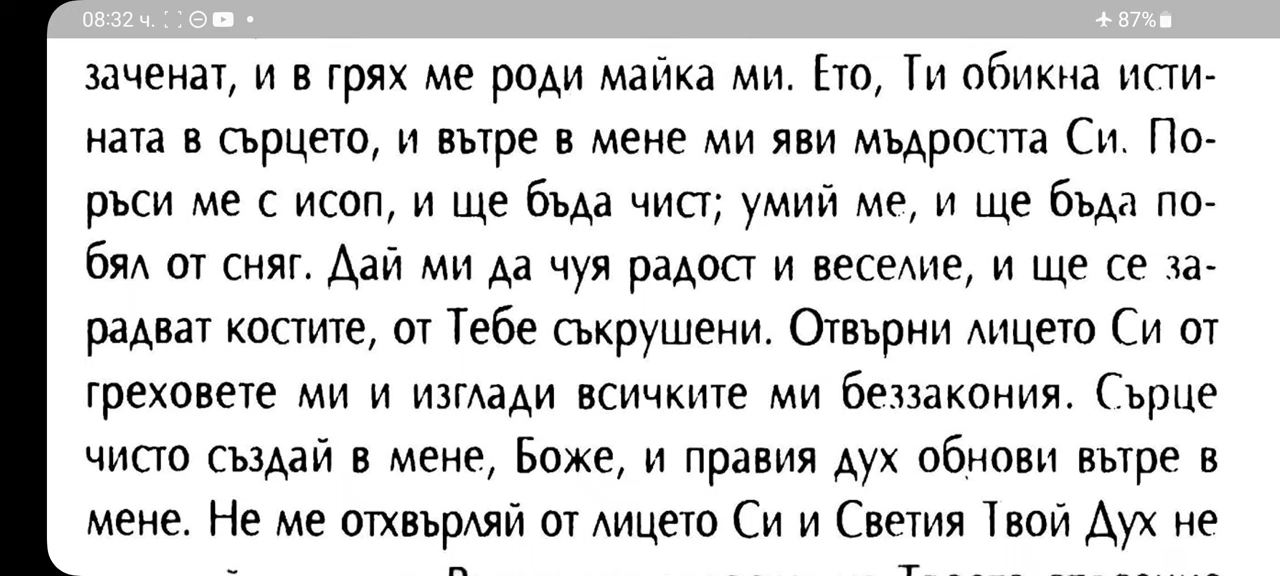 08:32 ч. 87%
заченат, и в грях ме роди майка ми. Ето, Ти обикна исти-
ната в сърцето, и вътре в мене ми яви мъдростта Си. По-
ръси ме с исоп, и ще бъда чист; умий ме, и ще бъда по-
бял от сняг. Дай ми да чуя радост и веселие, и ще се за-
радват костите, от Тебе съкрушени. Отвърни лицето Си от
греховете ми и изглади всичките ми беззакония. Сърце
чисто създай в мене, Боже, и правия дух обнови вътре в
мене. Не ме отхвърляй от лицето Си и Светия Твой Дух не